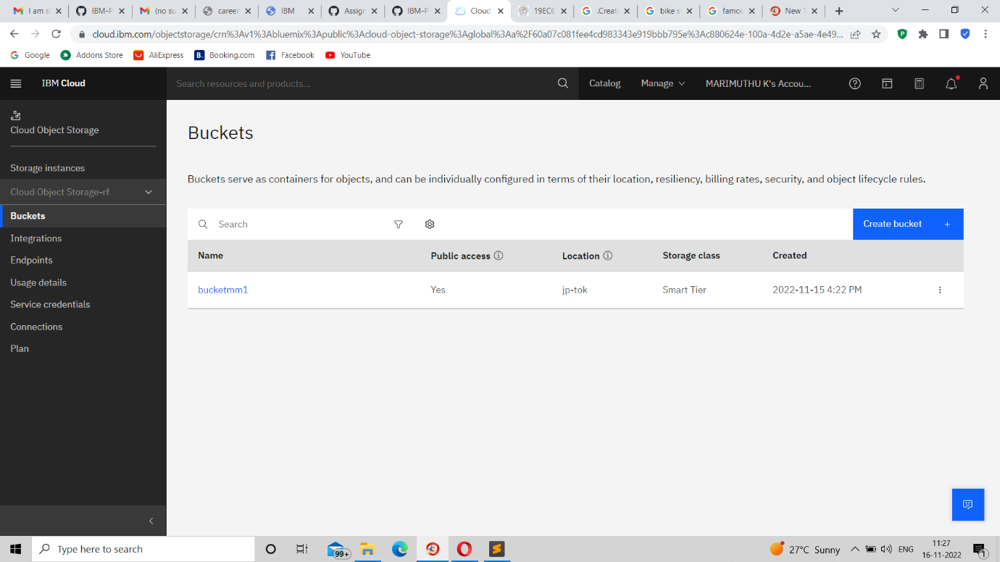 I am s
IBM-P
(no su
career
IBM
Assign
IBM-P
Cloud
19EC6
.Creat
bike s
famou
New T
cloud.ibm.com/objectstorage/crn%3Av1%3Abluemix%3Apublic%3Acloud-object-storage%3Aglobal%3Aa%2F60a07c081fee4cd983343e919bbb795e%3Ac880624e-100a-4d2e-a5ae-4e49...
Google
Addons Store
AliExpress
B.
Booking.com
Facebook
YouTube
IBM Cloud
Search resources and products...
Catalog
Manage
MARIMUTHU K's Accou...
Cloud Object Storage
Storage instances
Cloud Object Storage-rf
Buckets
Integrations
Endpoints
Usage details
Service credentials
Connections
Plan
Buckets
Buckets serve as containers for objects, and can be individually configured in terms of their location, resiliency, billing rates, security, and object lifecycle rules.
Search
Create bucket +
Name Public access Location Storage class Created
bucketmm1 Yes jp-tok Smart Tier 2022-11-15 4:22 PM
Type here to search
99+
27°C Sunny
ENG
11:27
16-11-2022
1